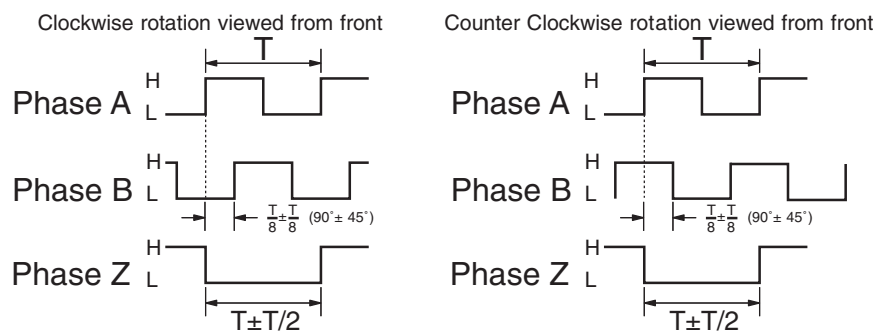 Clockwise rotation viewed from front
T
H
Phase A L
H
Phase B L
T/8 ± T/8 (90°± 45°)
H
Phase Z L
T±T/2
Counter Clockwise rotation viewed from front
T
H
Phase A L
H
Phase B L
T/8 ± T/8 (90°± 45°)
H
Phase Z L
T±T/2